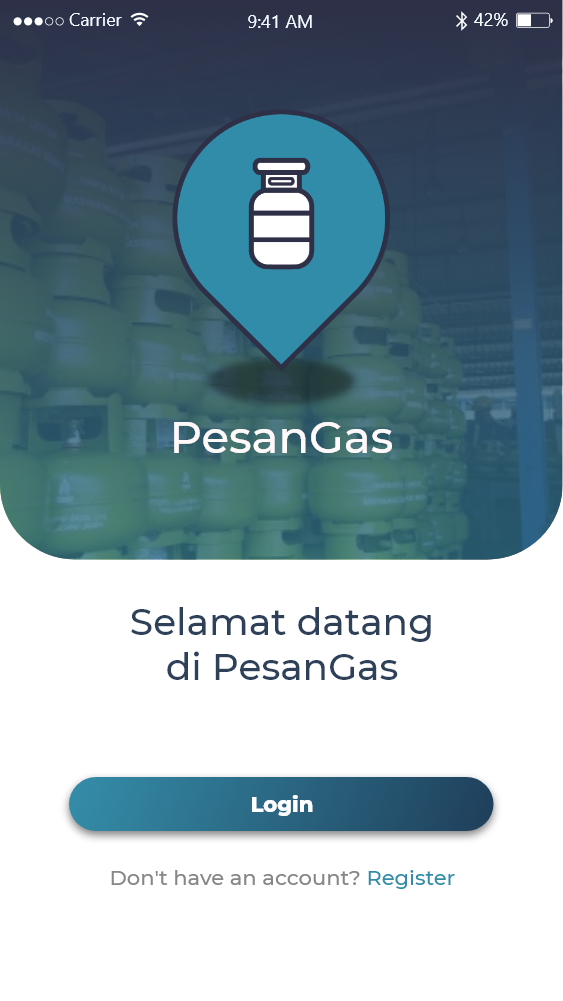 Carrier 9:41 AM 42%
PesanGas
Selamat datang
di PesanGas
Login
Don't have an account? Register